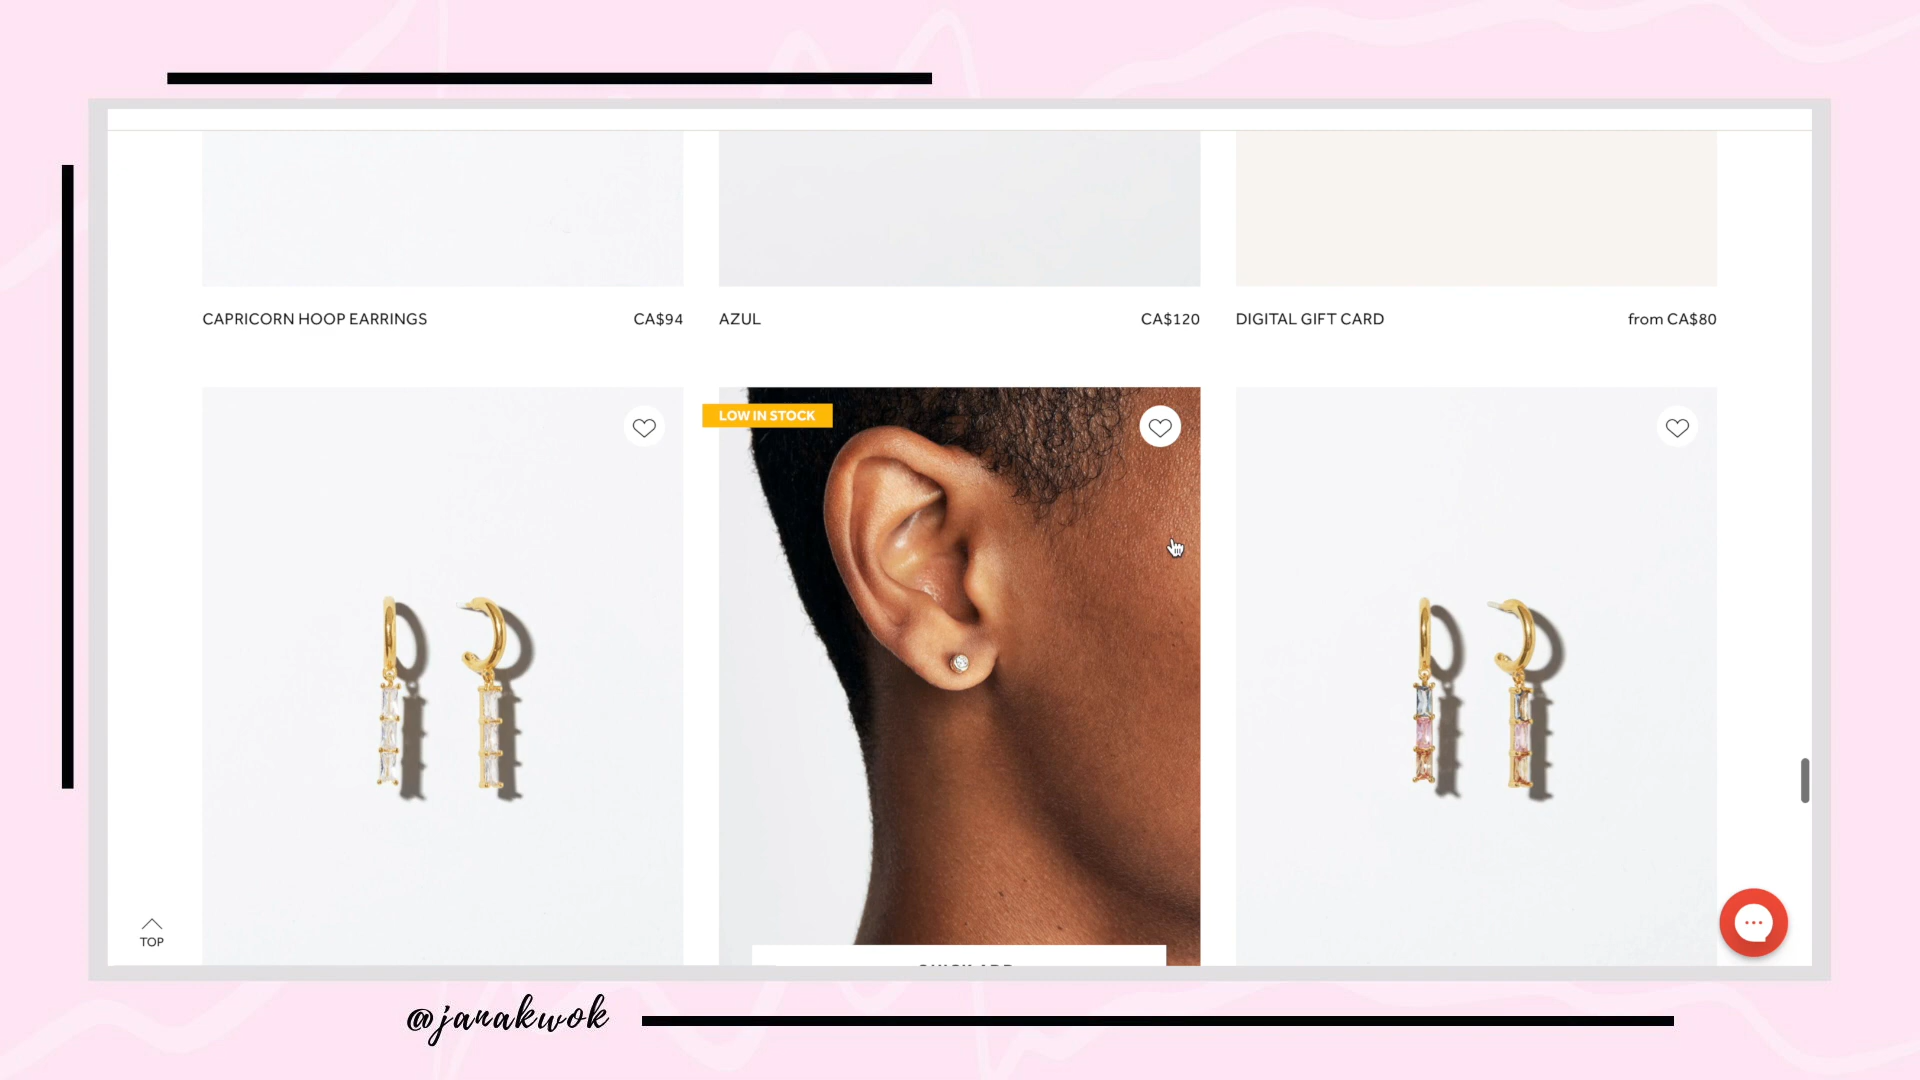 CAPRICORN HOOP EARRINGS CA$94
AZUL CA$120
DIGITAL GIFT CARD from CA$80
LOW IN STOCK
TOP
@janakwok